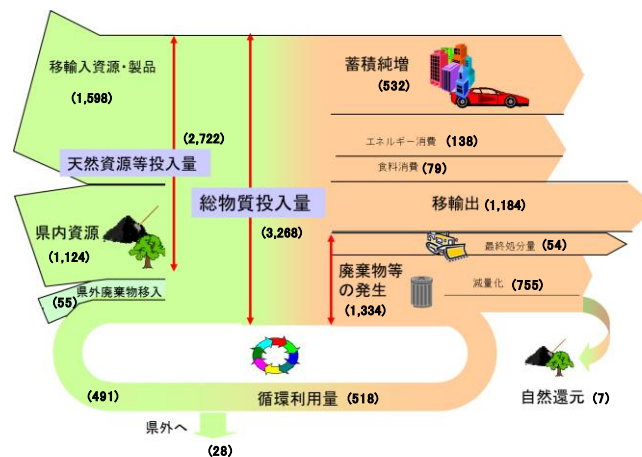 移輸入資源・製品
(1,598)
(2,722)
天然資源等投入量
県内資源
(1,124)
(55)
県外廃棄物移入
総物質投入量
(3,268)
蓄積純増
(532)
エネルギー消費 (138)
食料消費 (79)
移輸出 (1,184)
最終処分量 (54)
廃棄物等
の発生
(1,334)
減量化 (755)
(491)
循環利用量 (518)
自然還元 (7)
県外へ
(28)